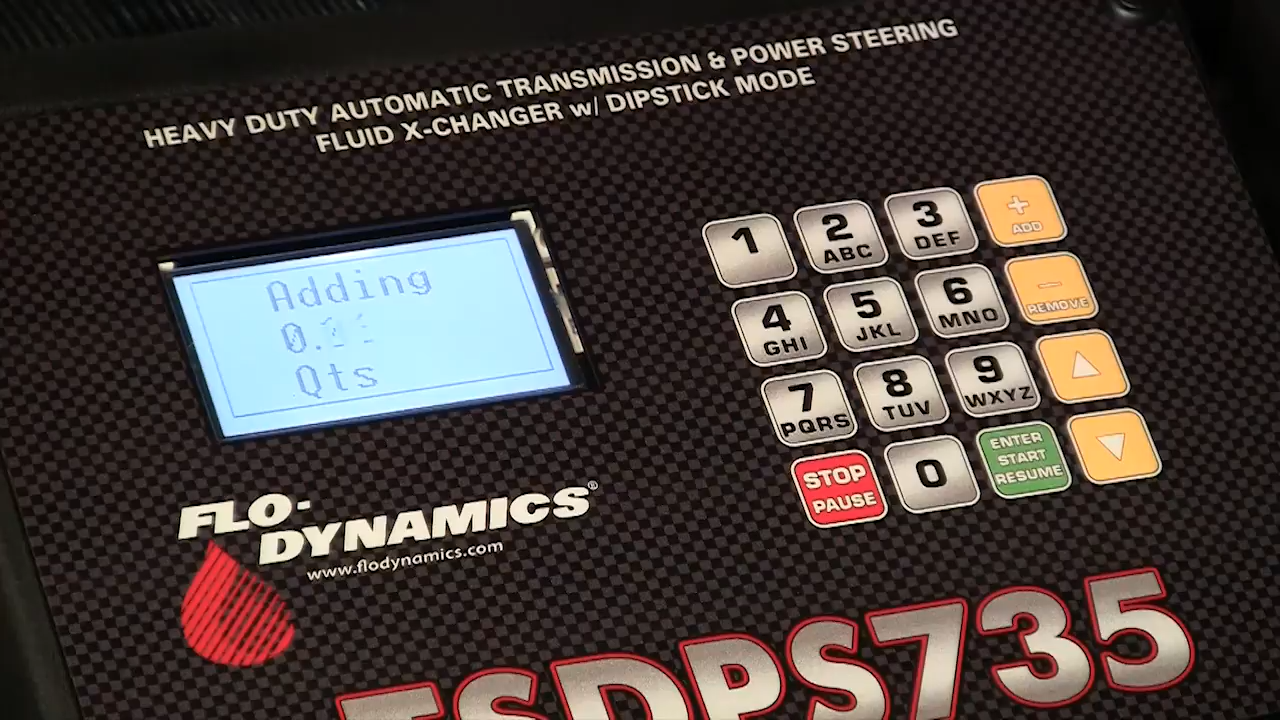 HEAVY DUTY AUTOMATIC TRANSMISSION & POWER STEERING
FLUID X-CHANGER w/ DIPSTICK MODE
Adding
Qts
1
2 ABC
3 DEF
+ ADD
4 GHI
5 JKL
6 MNO
− REMOVE
7 PQRS
8 TUV
9 WXYZ
STOP
PAUSE
0
ENTER
START
RESUME
FLO-
DYNAMICS®
www.flodynamics.com
TSDPS735